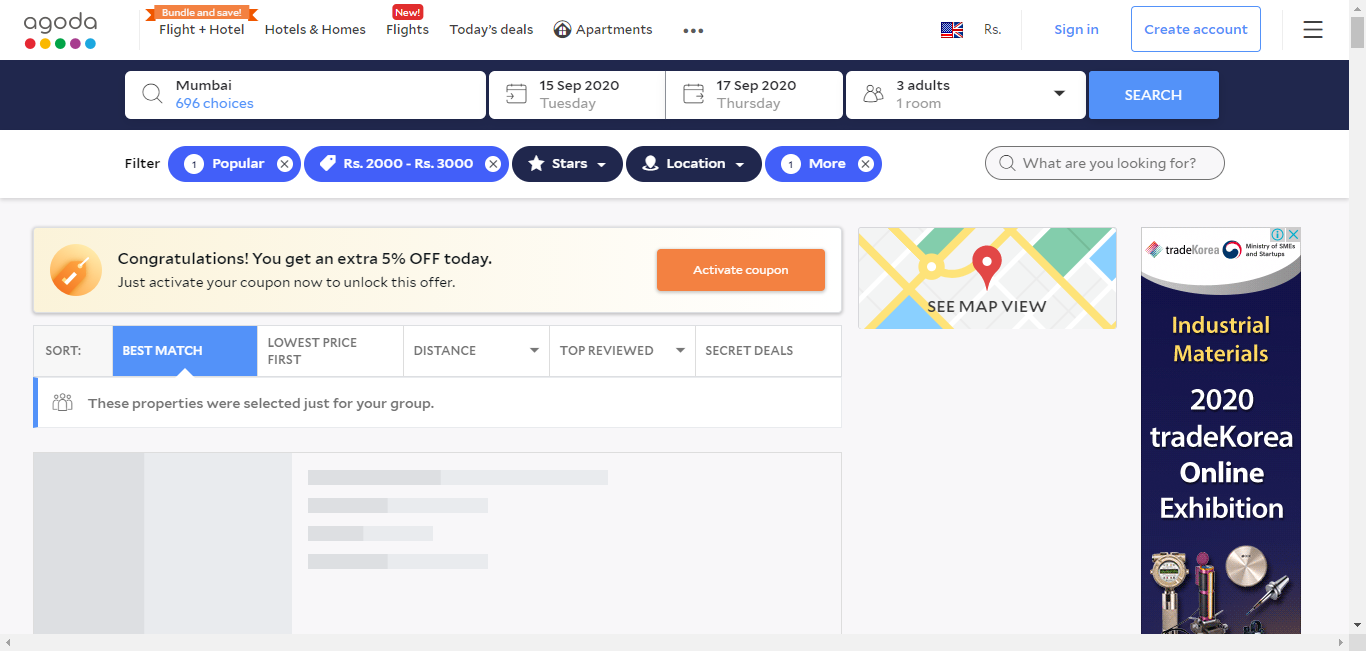 agoda
Bundle and save!
Flight + Hotel
Hotels & Homes
New!
Flights
Today's deals
Apartments
Rs.
Sign in
Create account
Mumbai
696 choices
15 Sep 2020
Tuesday
17 Sep 2020
Thursday
3 adults
1 room
SEARCH
Filter
1 Popular
Rs. 2000 - Rs. 3000
Stars
Location
1 More
What are you looking for?
Congratulations! You get an extra 5% OFF today.
Just activate your coupon now to unlock this offer.
Activate coupon
SEE MAP VIEW
SORT:
BEST MATCH
LOWEST PRICE
FIRST
DISTANCE
TOP REVIEWED
SECRET DEALS
These properties were selected just for your group.
tradeKorea
Ministry of SMEs
and Startups
Industrial
Materials
2020
tradeKorea
Online
Exhibition